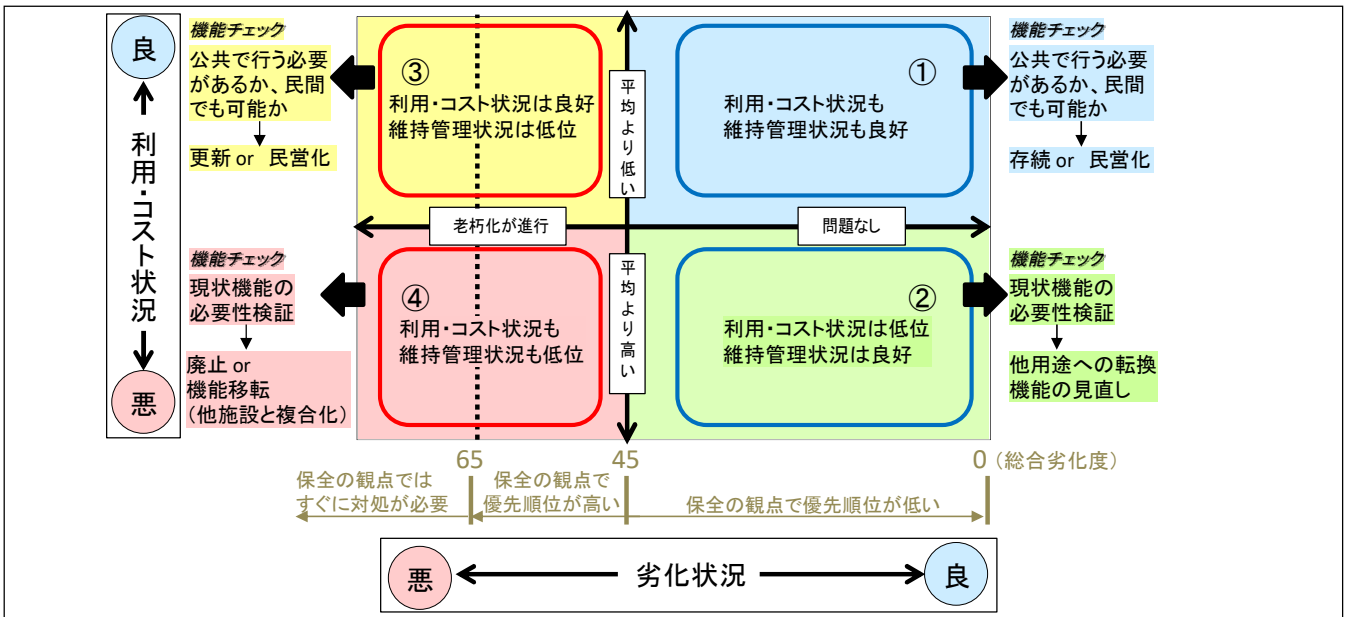 良
利用・コスト状況
悪
機能チェック
公共で行う必要
があるか、民間
でも可能か
更新 or 民営化
③
利用・コスト状況は良好
維持管理状況は低位
平均より低い
①
利用・コスト状況も
維持管理状況も良好
機能チェック
公共で行う必要
があるか、民間
でも可能か
存続 or 民営化
老朽化が進行
問題なし
機能チェック
現状機能の
必要性検証
廃止 or
機能移転
(他施設と複合化)
④
利用・コスト状況も
維持管理状況も低位
平均より高い
②
利用・コスト状況は低位
維持管理状況は良好
機能チェック
現状機能の
必要性検証
他用途への転換
機能の見直し
65
45
0 (総合劣化度)
保全の観点では
すぐに対処が必要
保全の観点で
優先順位が高い
保全の観点で優先順位が低い
悪
劣化状況
良